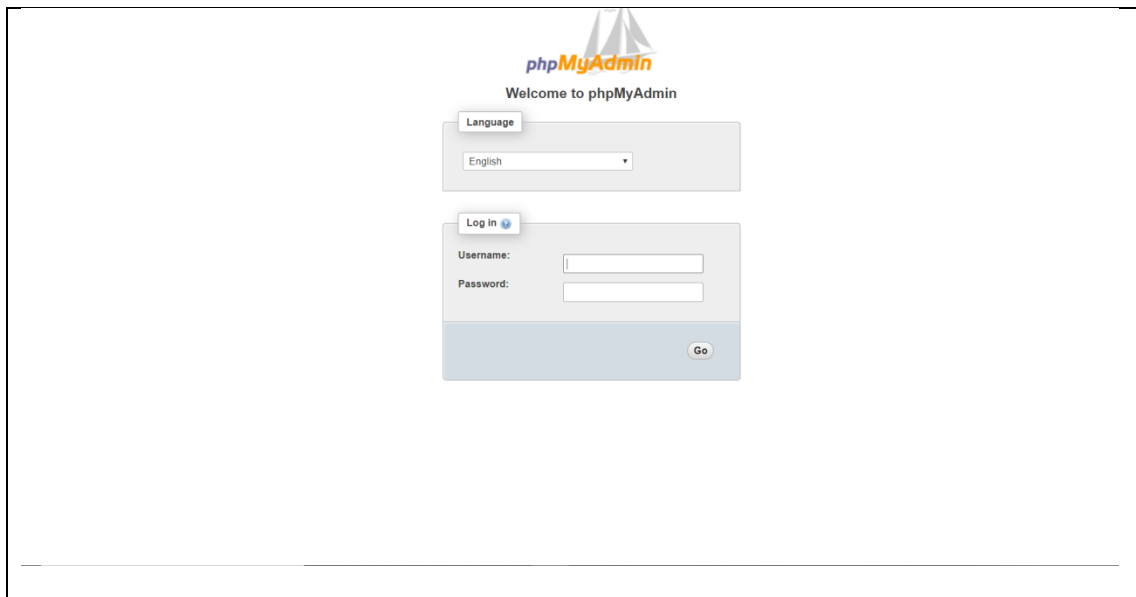 phpMyAdmin
Welcome to phpMyAdmin
Language
English
Log in
Username:
Password:
Go